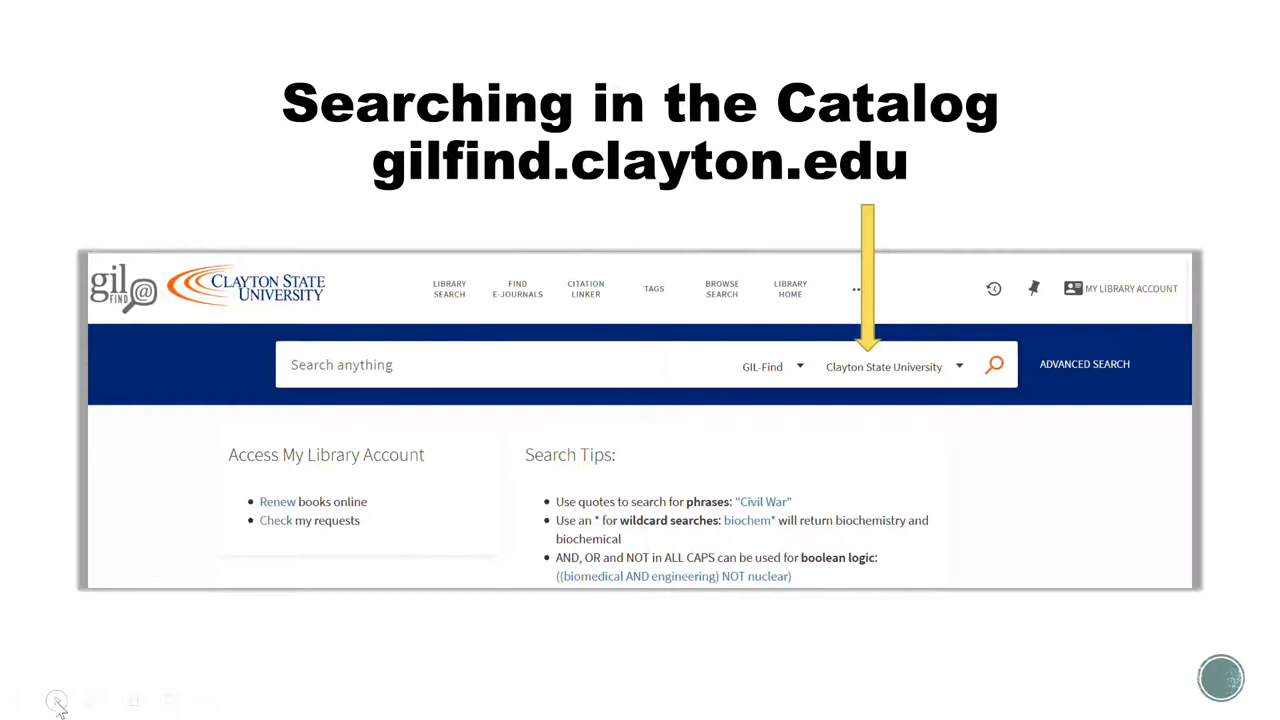 Searching in the Catalog
gilfind.clayton.edu
gil
FIND
@
CLAYTON STATE
UNIVERSITY
LIBRARY
SEARCH
FIND
E-JOURNALS
CITATION
LINKER
TAGS
BROWSE
SEARCH
LIBRARY
HOME
MY LIBRARY ACCOUNT
Search anything
GIL-Find
Clayton State University
ADVANCED SEARCH
Access My Library Account
• Renew books online
• Check my requests
Search Tips:
• Use quotes to search for phrases: "Civil War"
• Use an * for wildcard searches: biochem* will return biochemistry and
biochemical
• AND, OR and NOT in ALL CAPS can be used for boolean logic:
((biomedical AND engineering) NOT nuclear)